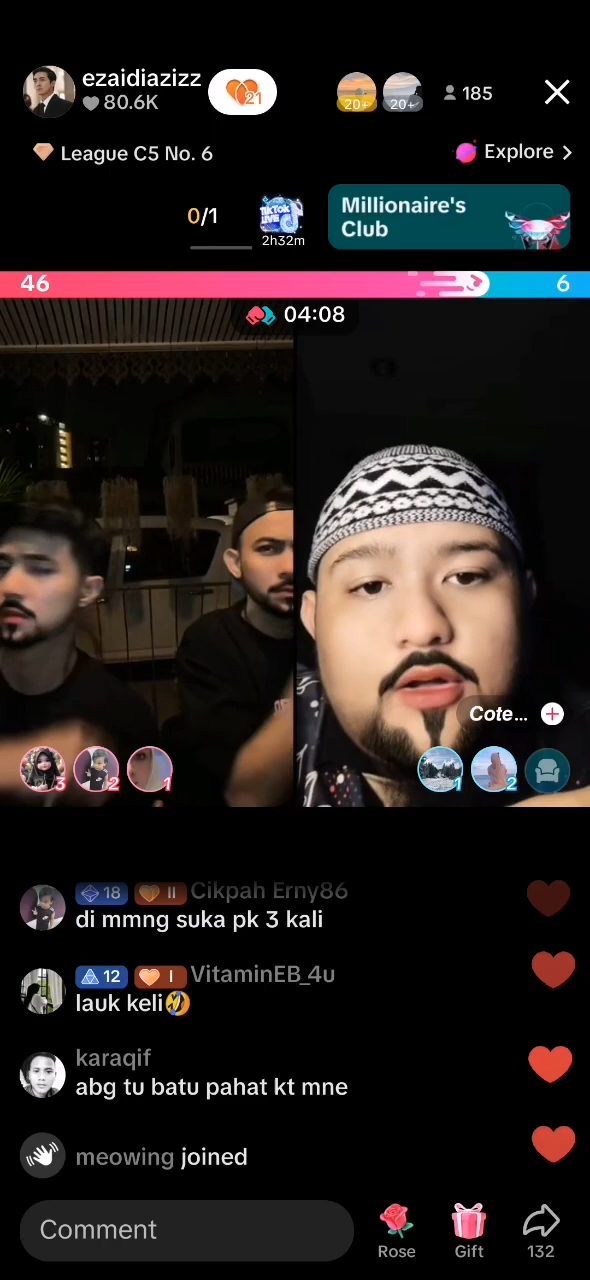 ezaidiazizz
80.6K
21
20+
20+
185
League C5 No. 6
Explore
0/1
TIKTOK LIVE
2h32m
Millionaire's
Club
46
6
04:08
Cote...
3
2
1
1
2
18
II
Cikpah Erny86
di mmng suka pk 3 kali
12
I
VitaminEB_4u
lauk keli🤣
karaqif
abg tu batu pahat kt mne
meowing joined
Comment
Rose
Gift
132